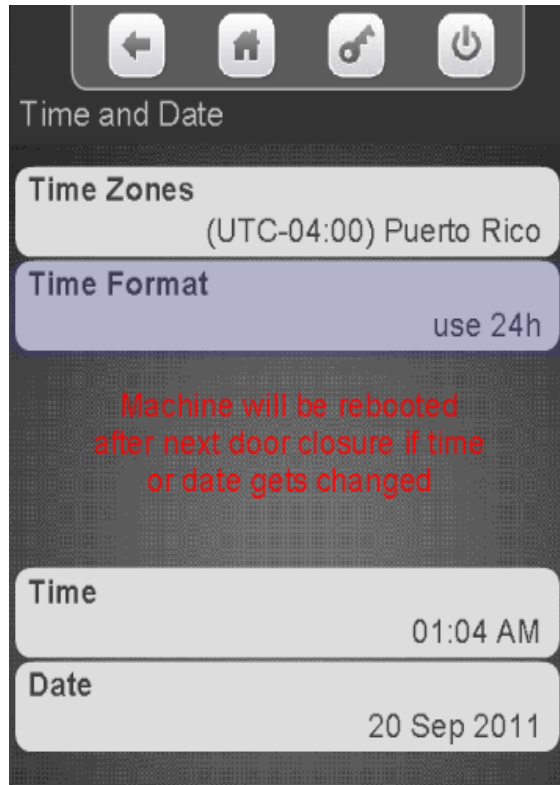 Time and Date
Time Zones
(UTC-04:00) Puerto Rico
Time Format
use 24h
Machine will be rebooted
after next door closure if time
or date gets changed
Time
01:04 AM
Date
20 Sep 2011